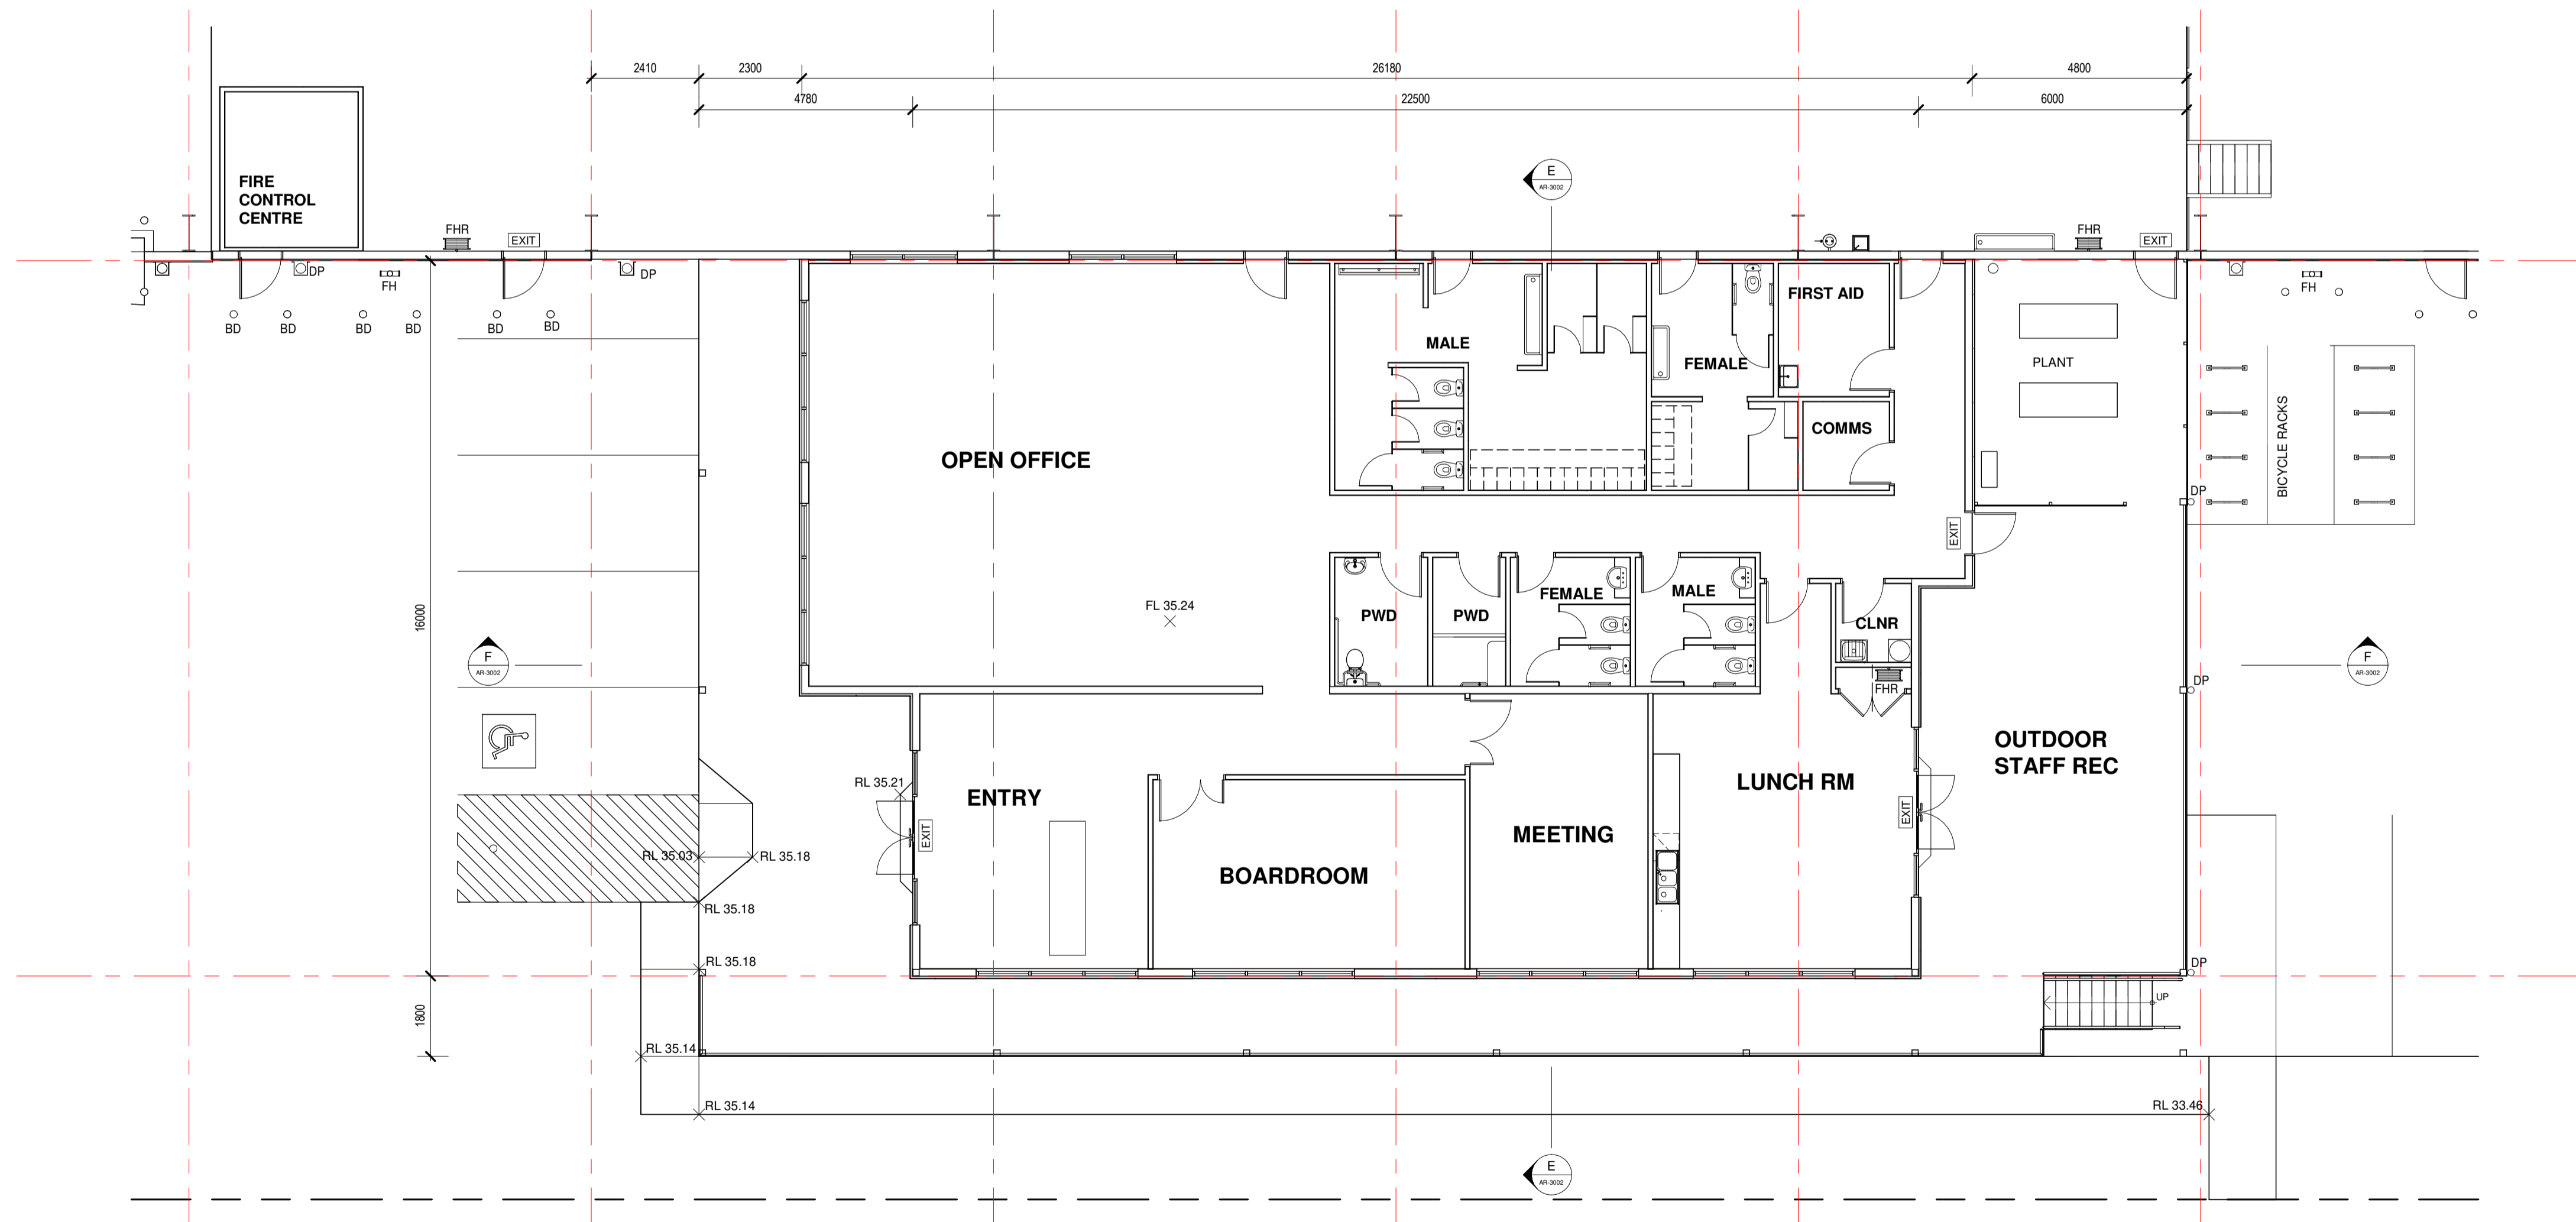 2410
2300
26180
4800
4780
22500
6000
E
AR-3002
FIRE
CONTROL
CENTRE
FHR
EXIT
FHR
EXIT
DP
FH
DP
FH
BD
BD
BD
BD
BD
BD
FIRST AID
MALE
FEMALE
PLANT
COMMS
BICYCLE RACKS
OPEN OFFICE
DP
EXIT
16000
FL 35.24
PWD
PWD
FEMALE
MALE
CLNR
F
AR-3002
F
AR-3002
FHR
DP
OUTDOOR
STAFF REC
RL 35.21
ENTRY
LUNCH RM
EXIT
EXIT
MEETING
RL 35.03
RL 35.18
BOARDROOM
RL 35.18
RL 35.18
DP
UP
1800
RL 35.14
RL 35.14
RL 33.46
E
AR-3002